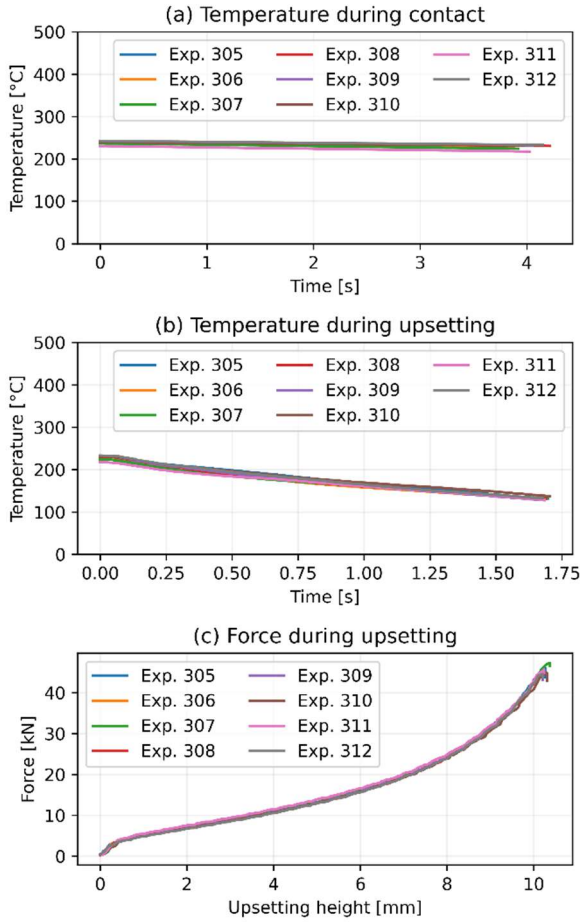 (a) Temperature during contact
Temperature [°C]
500
400
300
200
100
0
Exp. 305 Exp. 308 Exp. 311
Exp. 306 Exp. 309 Exp. 312
Exp. 307 Exp. 310
0 1 2 3 4
Time [s]
(b) Temperature during upsetting
Temperature [°C]
500
400
300
200
100
0
Exp. 305 Exp. 308 Exp. 311
Exp. 306 Exp. 309 Exp. 312
Exp. 307 Exp. 310
0.00 0.25 0.50 0.75 1.00 1.25 1.50 1.75
Time [s]
(c) Force during upsetting
Force [kN]
40
30
20
10
0
Exp. 305 Exp. 309
Exp. 306 Exp. 310
Exp. 307 Exp. 311
Exp. 308 Exp. 312
0 2 4 6 8 10
Upsetting height [mm]